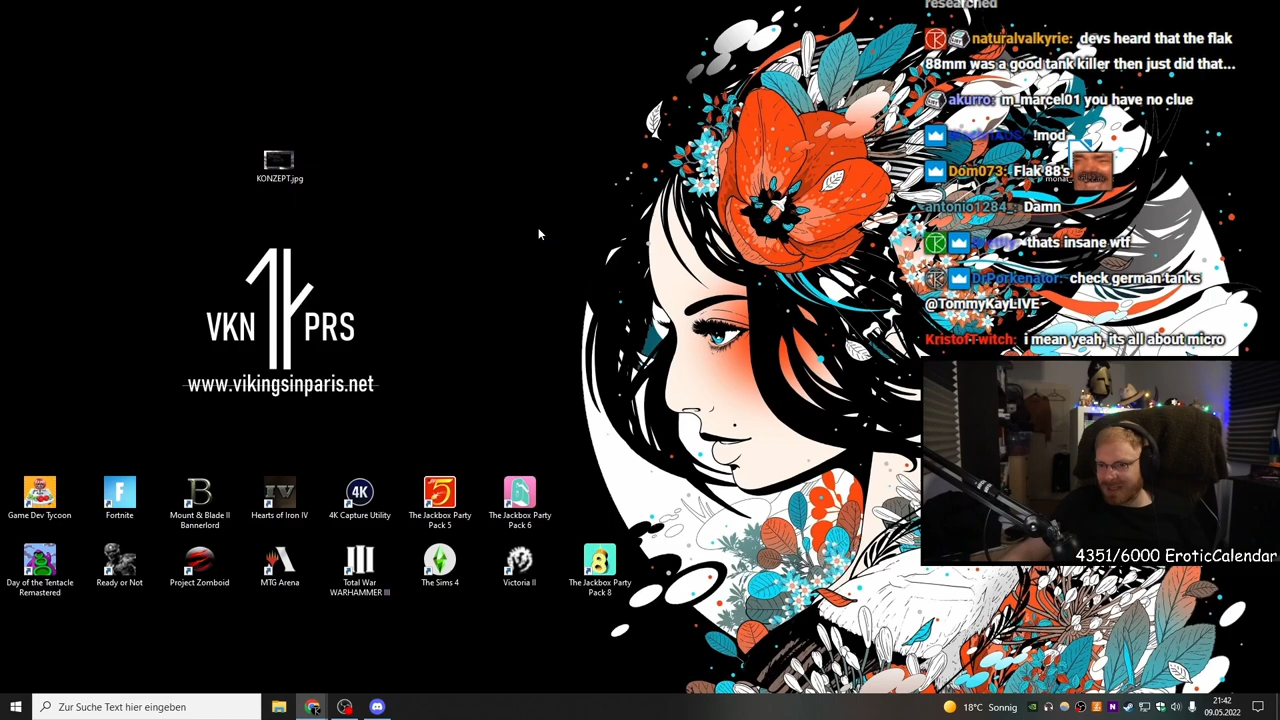 researched
naturalvalkyrie: devs heard that the flak
88mm was a good tank killer then just did that...
akurro: m_marcel01 you have no clue
!mod
Dom073: Flak 88's
antonio1284_: Damn
thats insane wtf
DrPorkenator: check german tanks
@TommyKayLIVE
KristofTwitch: i mean yeah, its all about micro
KONZEPT.jpg
VKN PRS
www.vikingsinparis.net
4351/6000 EroticCalendar
Game Dev Tycoon
Fortnite
Mount & Blade II
Bannerlord
Hearts of Iron IV
4K Capture Utility
The Jackbox Party
Pack 5
The Jackbox Party
Pack 6
Day of the Tentacle
Remastered
Ready or Not
Project Zomboid
MTG Arena
Total War
WARHAMMER III
The Sims 4
Victoria II
The Jackbox Party
Pack 8
Zur Suche Text hier eingeben
18°C Sonnig
21:42
09.05.2022